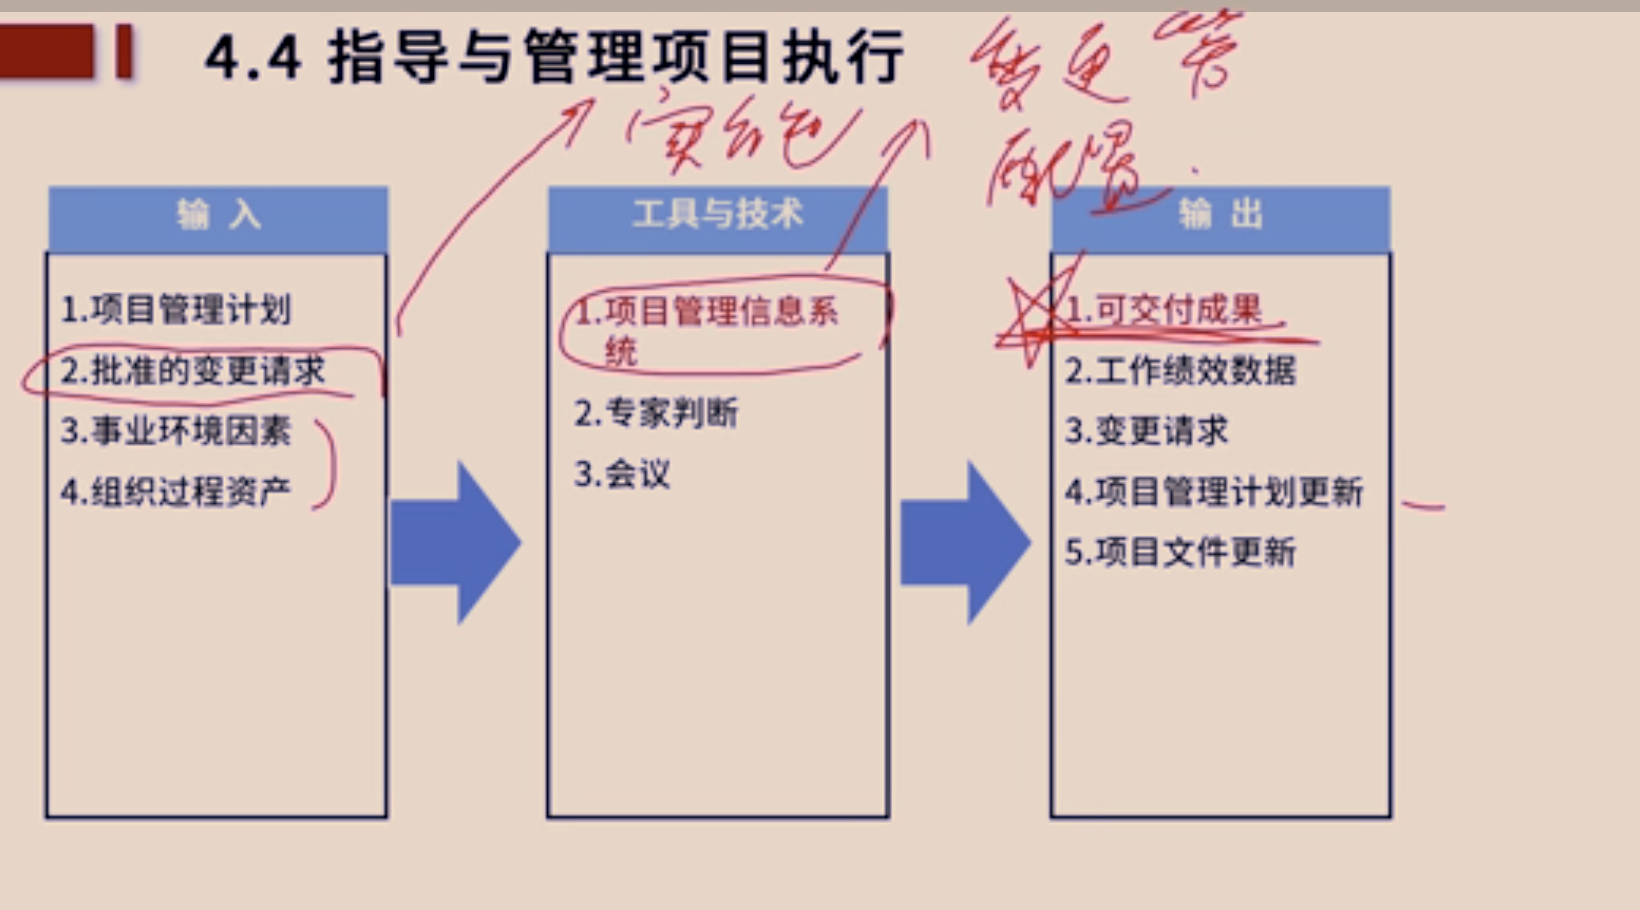 4.4 指导与管理项目执行
变更
配置
输 入
1.项目管理计划
2.批准的变更请求
3.事业环境因素
4.组织过程资产
工具与技术
1.项目管理信息系
统
2.专家判断
3.会议
输 出
1.可交付成果
2.工作绩效数据
3.变更请求
4.项目管理计划更新
5.项目文件更新